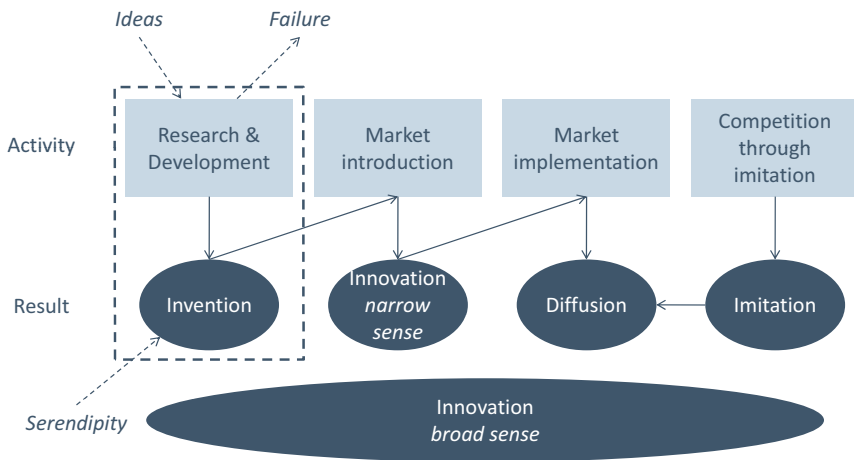 Ideas
Failure
Activity
Research &
Development
Market
introduction
Market
implementation
Competition
through
imitation
Result
Invention
Innovation
narrow
sense
Diffusion
Imitation
Serendipity
Innovation
broad sense